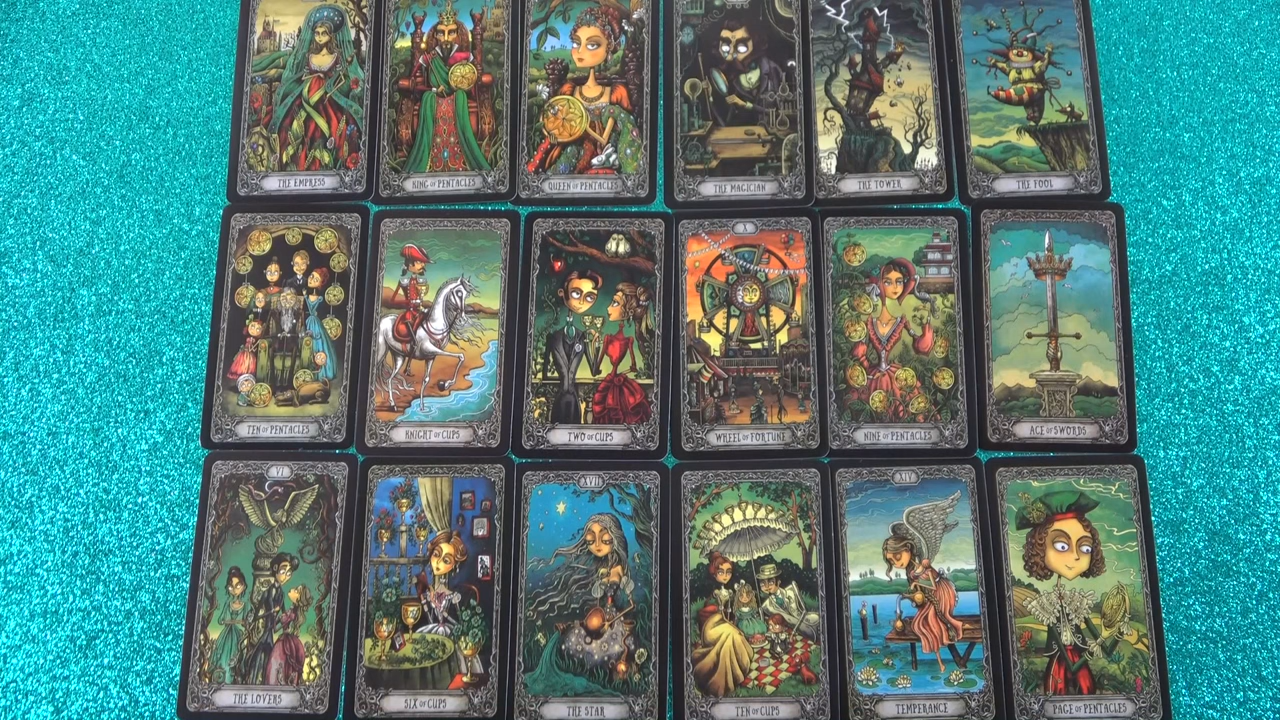 THE EMPRESS
KING OF PENTACLES
QUEEN OF PENTACLES
THE MAGICIAN
THE TOWER
THE FOOL
X
TEN OF PENTACLES
KNIGHT OF CUPS
TWO OF CUPS
WHEEL OF FORTUNE
NINE OF PENTACLES
ACE OF SWORDS
VI
XVII
XIV
THE LOVERS
SIX OF CUPS
THE STAR
TEN OF CUPS
TEMPERANCE
PAGE OF PENTACLES